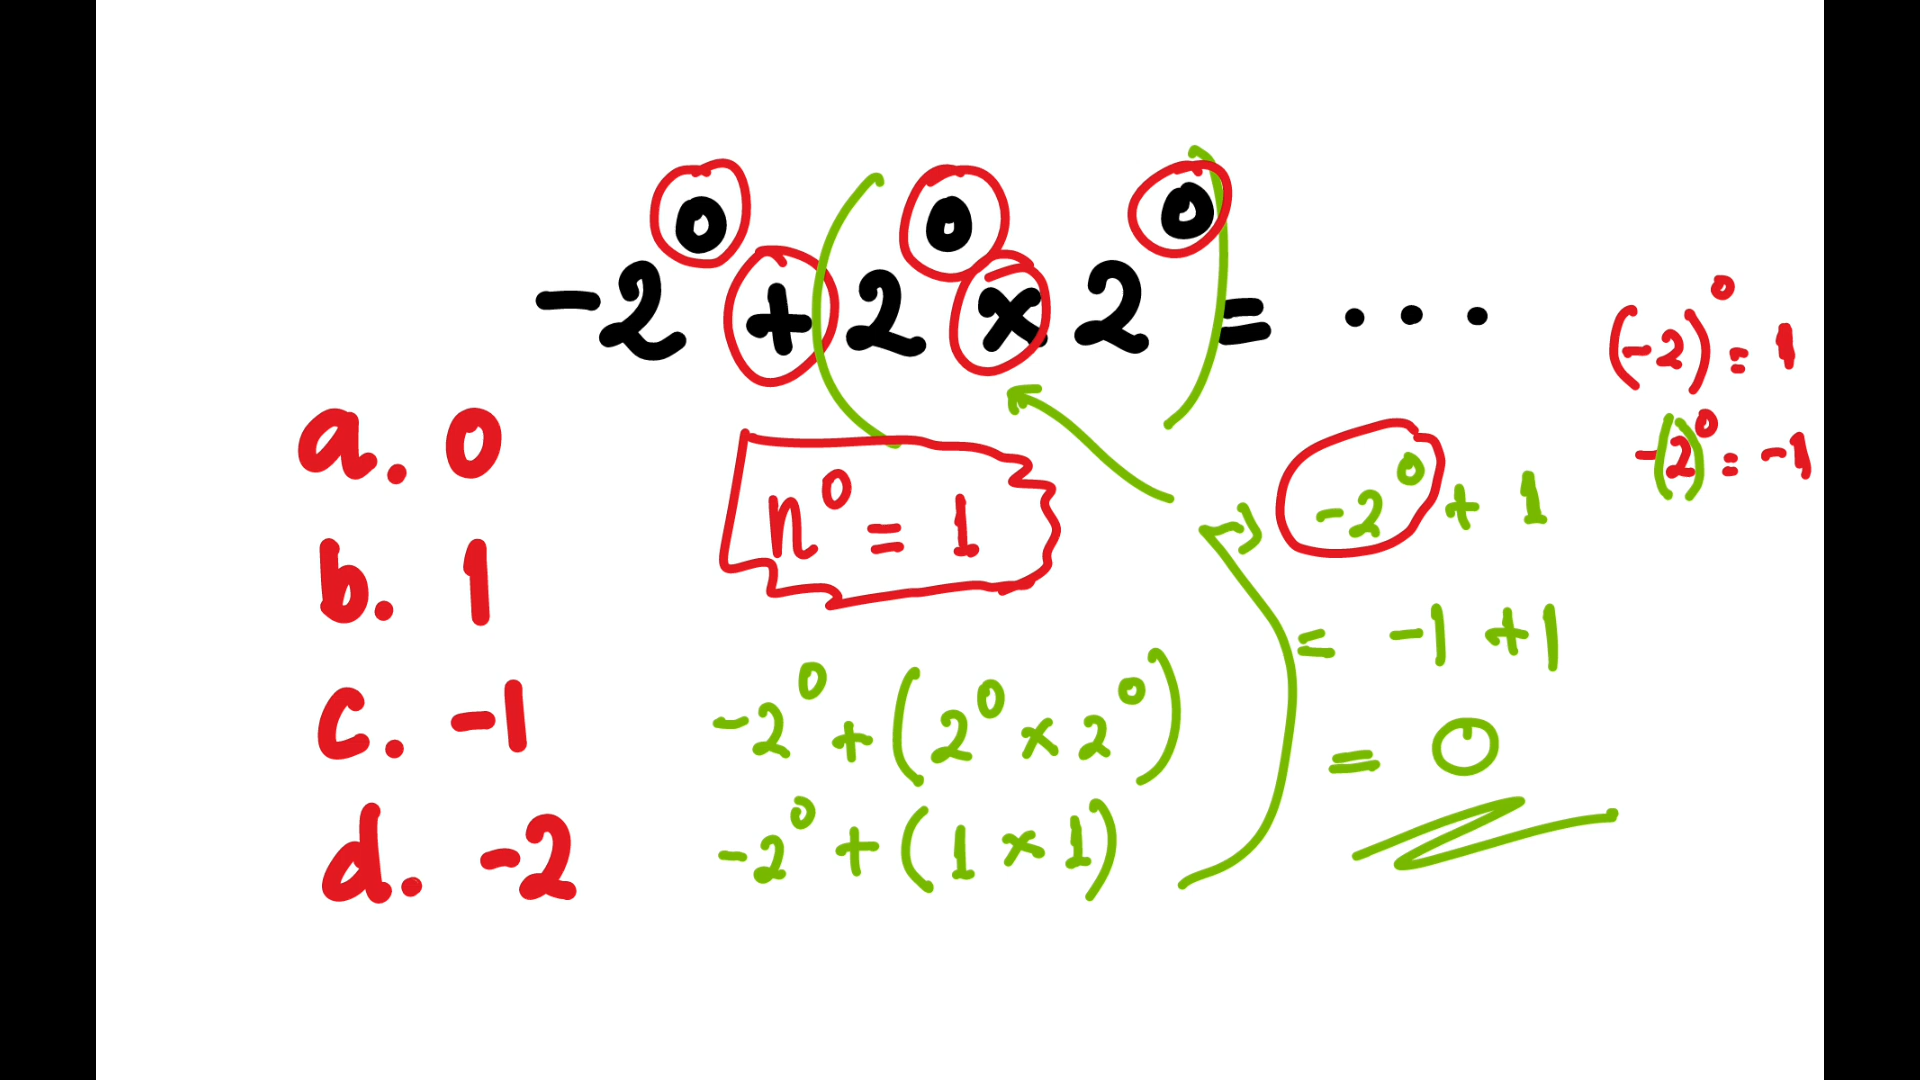 -2⁰ + (2⁰ × 2⁰) = ...
a. 0
b. 1
c. -1
d. -2
n⁰ = 1
-2⁰ + (2⁰ × 2⁰)
-2⁰ + (1 × 1)
-2⁰ + 1
= -1 + 1
= 0
(-2)⁰ = 1
-(2)⁰ = -1